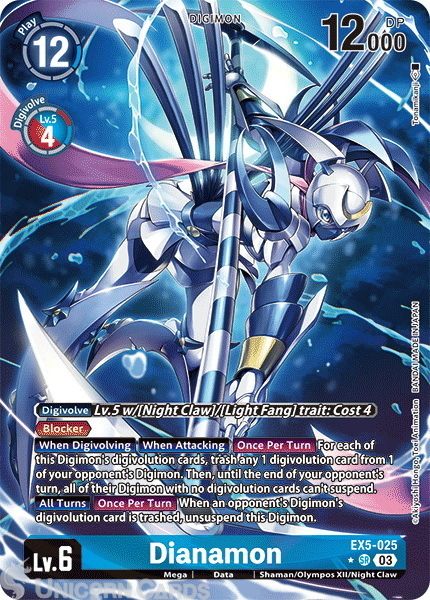 Play
12
DIGIMON
DP
12000
Digivolve
Lv.5
4
Tonamikanji
©Akiyoshi Hongo, Toei Animation BANDAI MADE IN JAPAN
Digivolve Lv.5 w/[Night Claw]/[Light Fang] trait: Cost 4
Blocker
When Digivolving When Attacking Once Per Turn For each of
this Digimon's digivolution cards, trash any 1 digivolution card from 1
of your opponent's Digimon. Then, until the end of your opponent's
turn, all of their Digimon with no digivolution cards can't suspend.
All Turns Once Per Turn When an opponent's Digimon's
digivolution card is trashed, unsuspend this Digimon.
Lv.6
Dianamon
EX5-025
SR 03
Mega Data Shaman/Olympos XII/Night Claw
Unicorn Cards